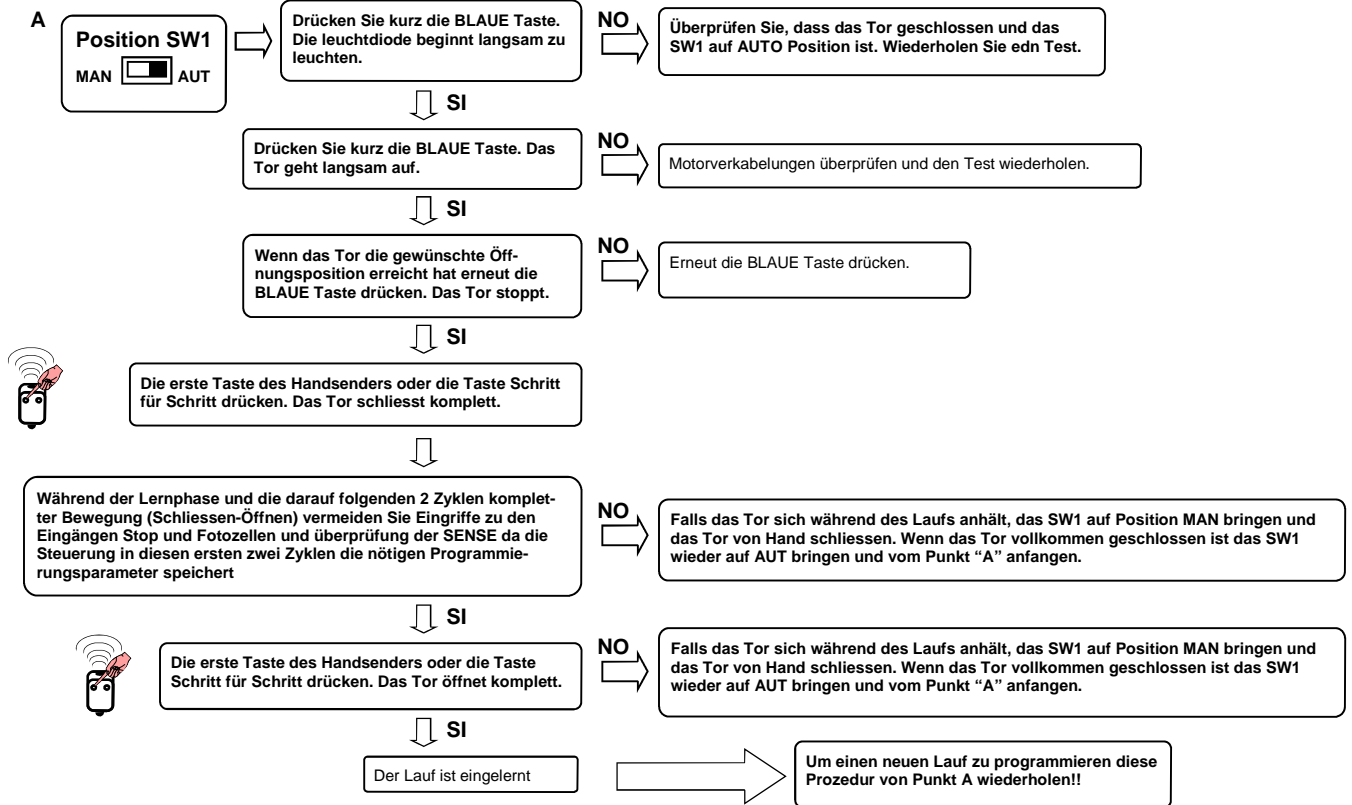 A
Position SW1
MAN AUT
Drücken Sie kurz die BLAUE Taste.
Die leuchtdiode beginnt langsam zu
leuchten.
NO
Überprüfen Sie, dass das Tor geschlossen und das
SW1 auf AUTO Position ist. Wiederholen Sie edn Test.
SI
Drücken Sie kurz die BLAUE Taste. Das
Tor geht langsam auf.
NO
Motorverkabelungen überprüfen und den Test wiederholen.
SI
Wenn das Tor die gewünschte Öff-
nungsposition erreicht hat erneut die
BLAUE Taste drücken. Das Tor stoppt.
NO
Erneut die BLAUE Taste drücken.
SI
Die erste Taste des Handsenders oder die Taste Schritt
für Schritt drücken. Das Tor schliesst komplett.
Während der Lernphase und die darauf folgenden 2 Zyklen komplet-
ter Bewegung (Schliessen-Öffnen) vermeiden Sie Eingriffe zu den
Eingängen Stop und Fotozellen und überprüfung der SENSE da die
Steuerung in diesen ersten zwei Zyklen die nötigen Programmie-
rungsparameter speichert
NO
Falls das Tor sich während des Laufs anhält, das SW1 auf Position MAN bringen und
das Tor von Hand schliessen. Wenn das Tor vollkommen geschlossen ist das SW1
wieder auf AUT bringen und vom Punkt “A” anfangen.
SI
Die erste Taste des Handsenders oder die Taste
Schritt für Schritt drücken. Das Tor öffnet komplett.
NO
Falls das Tor sich während des Laufs anhält, das SW1 auf Position MAN bringen und
das Tor von Hand schliessen. Wenn das Tor vollkommen geschlossen ist das SW1
wieder auf AUT bringen und vom Punkt “A” anfangen.
SI
Der Lauf ist eingelernt
Um einen neuen Lauf zu programmieren diese
Prozedur von Punkt A wiederholen!!